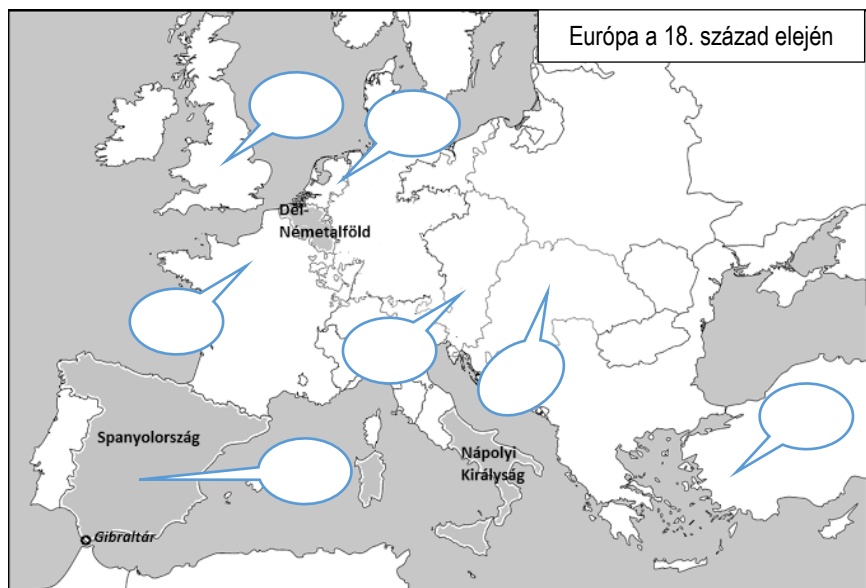 Európa a 18. század elején
Dél-
Németalföld
Spanyolország
Nápolyi
Királyság
Gibraltár